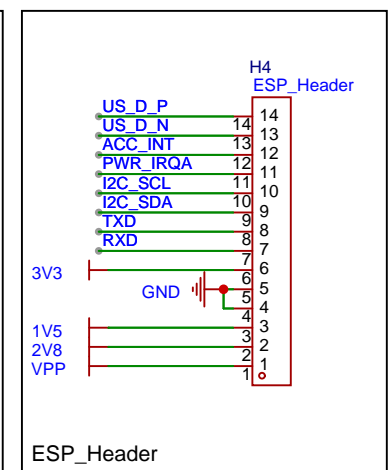 H4
ESP_Header
US_D_P
14
14
US_D_N
13
13
ACC_INT
12
12
PWR_IRQA
11
11
I2C_SCL
10
10
I2C_SDA
9
9
TXD
8
8
RXD
7
7
3V3
6
6
GND
5
5
4
4
1V5
3
3
2V8
2
2
VPP
1
1
ESP_Header